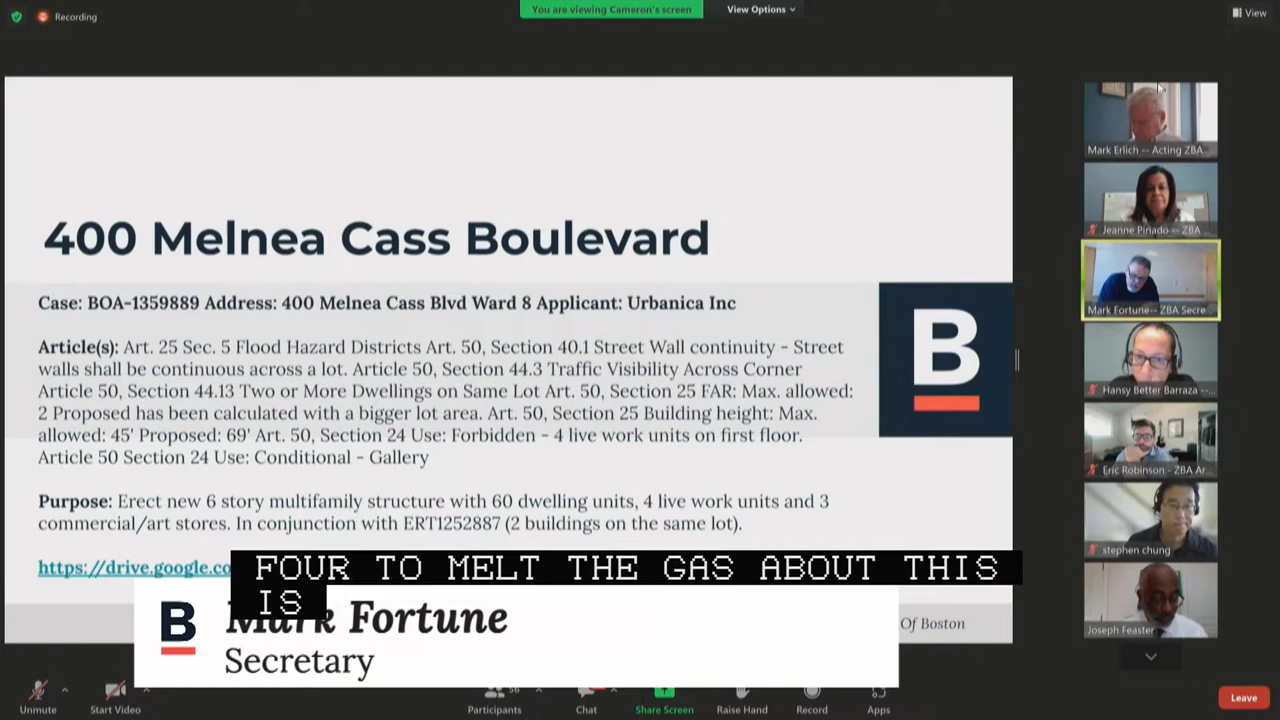 Recording
You are viewing Cameron's screen
View Options
View
400 Melnea Cass Boulevard
Case: BOA-1359889 Address: 400 Melnea Cass Blvd Ward 8 Applicant: Urbanica Inc
Article(s): Art. 25 Sec. 5 Flood Hazard Districts Art. 50, Section 40.1 Street Wall continuity - Street
walls shall be continuous across a lot. Article 50, Section 44.3 Traffic Visibility Across Corner
Article 50, Section 44.13 Two or More Dwellings on Same Lot Art. 50, Section 25 FAR: Max. allowed:
2 Proposed has been calculated with a bigger lot area. Art. 50, Section 25 Building height: Max.
allowed: 45' Proposed: 69' Art. 50, Section 24 Use: Forbidden - 4 live work units on first floor.
Article 50 Section 24 Use: Conditional - Gallery
Purpose: Erect new 6 story multifamily structure with 60 dwelling units, 4 live work units and 3
commercial/art stores. In conjunction with ERT1252887 (2 buildings on the same lot).
https://drive.google.co
B
FOUR TO MELT THE GAS ABOUT THIS
IS
B
Mark Fortune
Secretary
Of Boston
Mark Erlich -- Acting ZBA...
Jeanne Pinado -- ZBA ...
Mark Fortune-- ZBA Secre...
Hansy Better Barraza --...
Eric Robinson - ZBA Ar...
stephen chung
Joseph Feaster
Unmute
Start Video
Participants
56
Chat
Share Screen
Raise Hand
Record
Apps
Leave